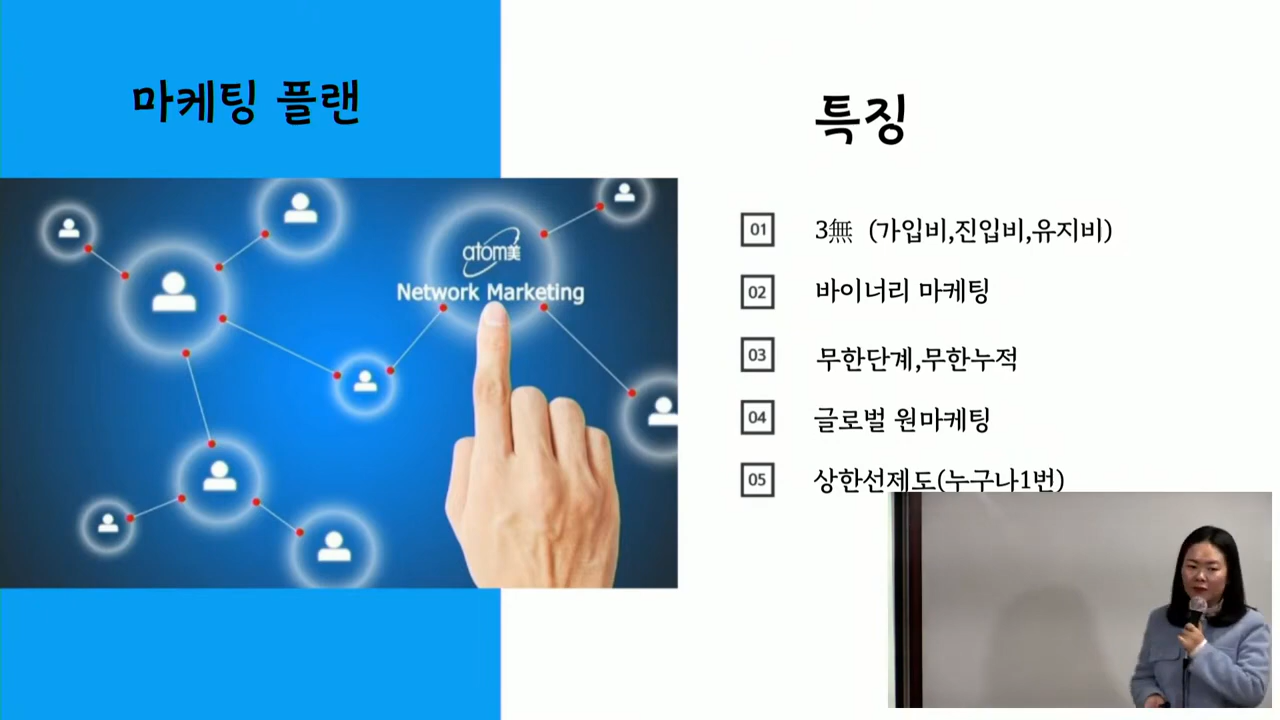 마케팅 플랜
atom美
Network Marketing
특징
01 3無 (가입비,진입비,유지비)
02 바이너리 마케팅
03 무한단계,무한누적
04 글로벌 원마케팅
05 상한선제도(누구나1번)